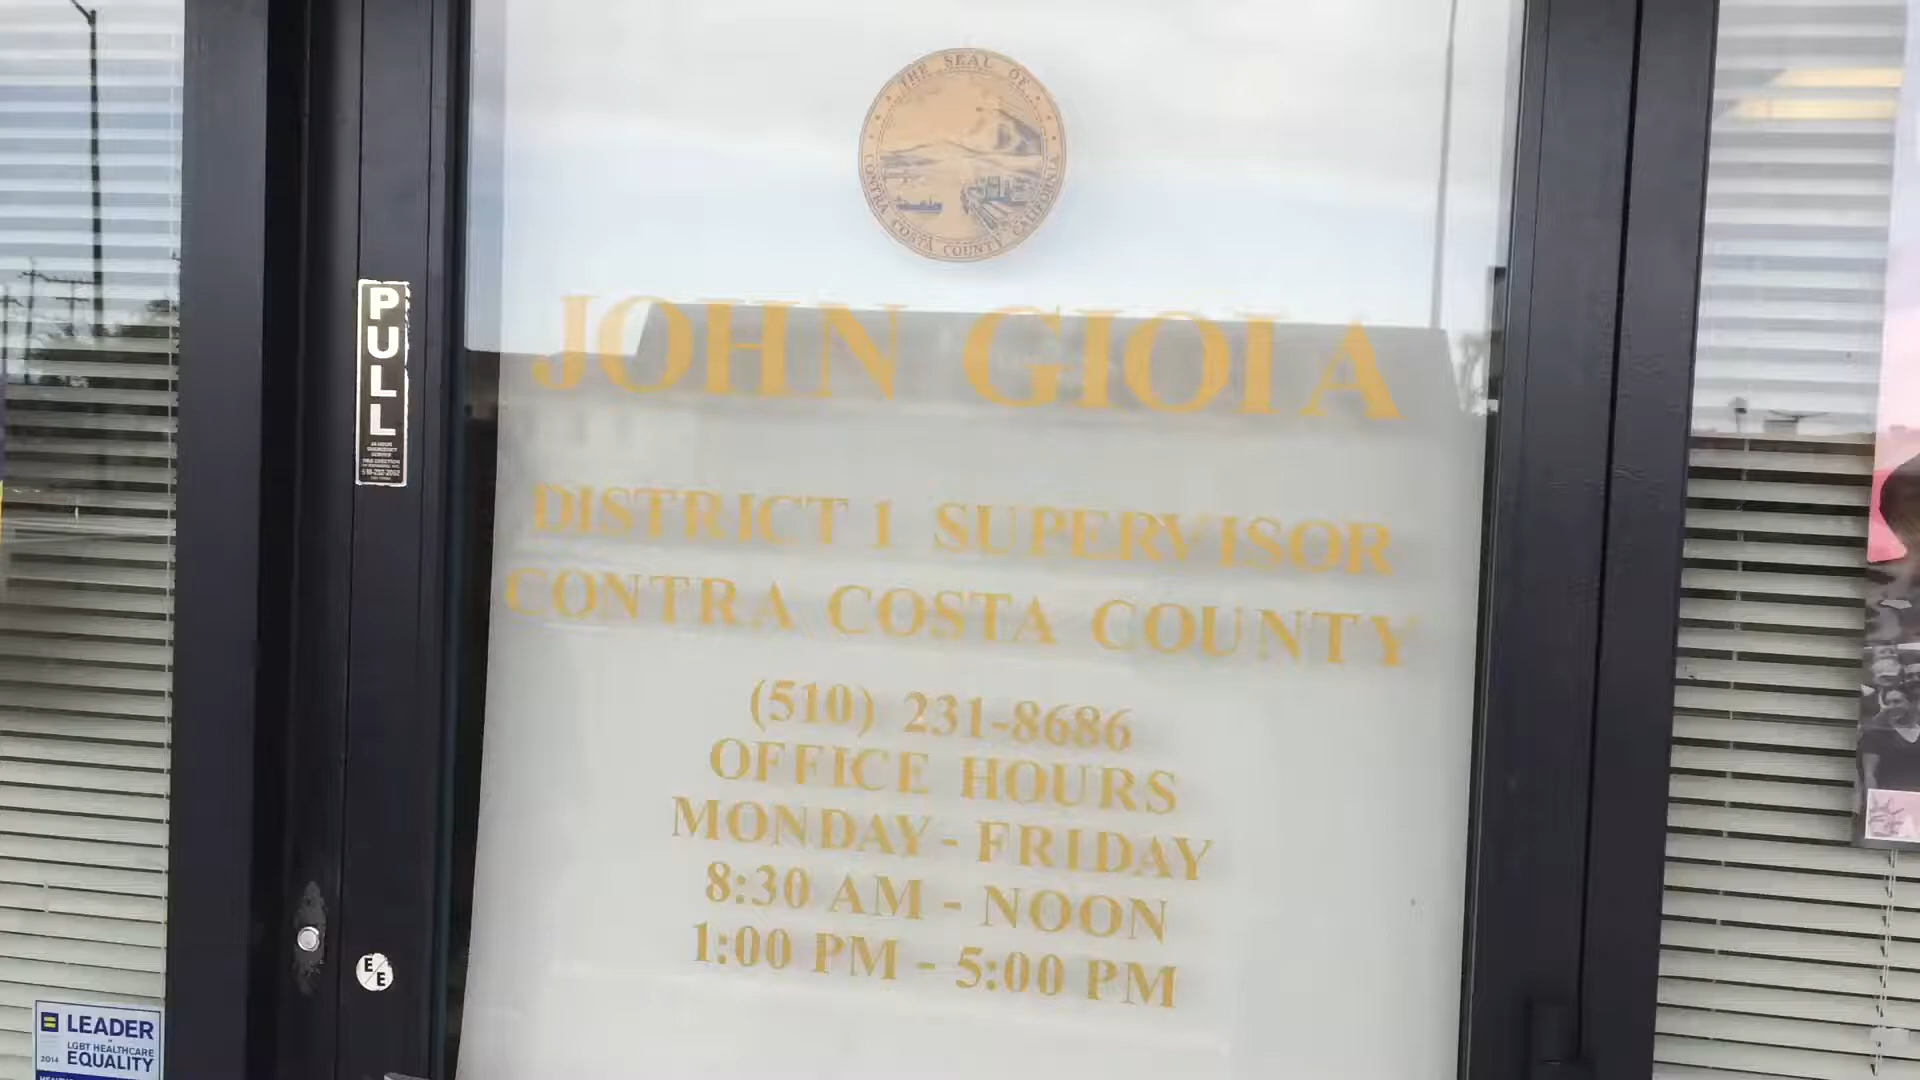 THE SEAL OF
CONTRA COSTA COUNTY CALIFORNIA
JOHN GIOIA
DISTRICT 1 SUPERVISOR
CONTRA COSTA COUNTY
(510) 231-8686
OFFICE HOURS
MONDAY - FRIDAY
8:30 AM - NOON
1:00 PM - 5:00 PM
PULL
E/E
LEADER
LGBT HEALTHCARE
2014 EQUALITY